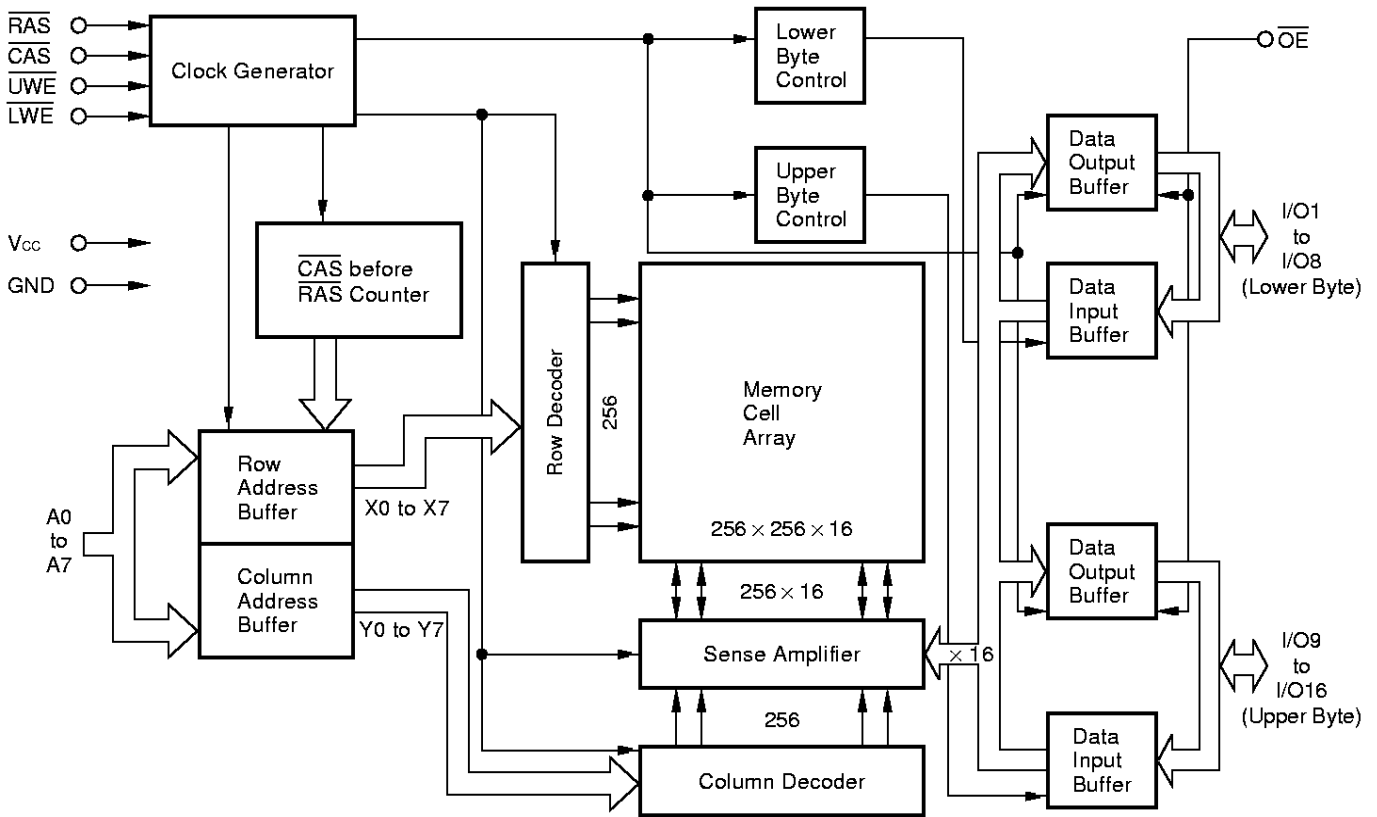 RAS
CAS
UWE
LWE
Clock Generator
Lower
Byte
Control
OE
Data
Output
Buffer
Upper
Byte
Control
I/O1
to
I/O8
(Lower Byte)
VCC
GND
CAS before
RAS Counter
Data
Input
Buffer
Row Decoder
256
Memory
Cell
Array
256 × 256 × 16
Row
Address
Buffer
X0 to X7
A0
to
A7
Column
Address
Buffer
Y0 to Y7
256 × 16
Data
Output
Buffer
Sense Amplifier
× 16
I/O9
to
I/O16
(Upper Byte)
256
Column Decoder
Data
Input
Buffer